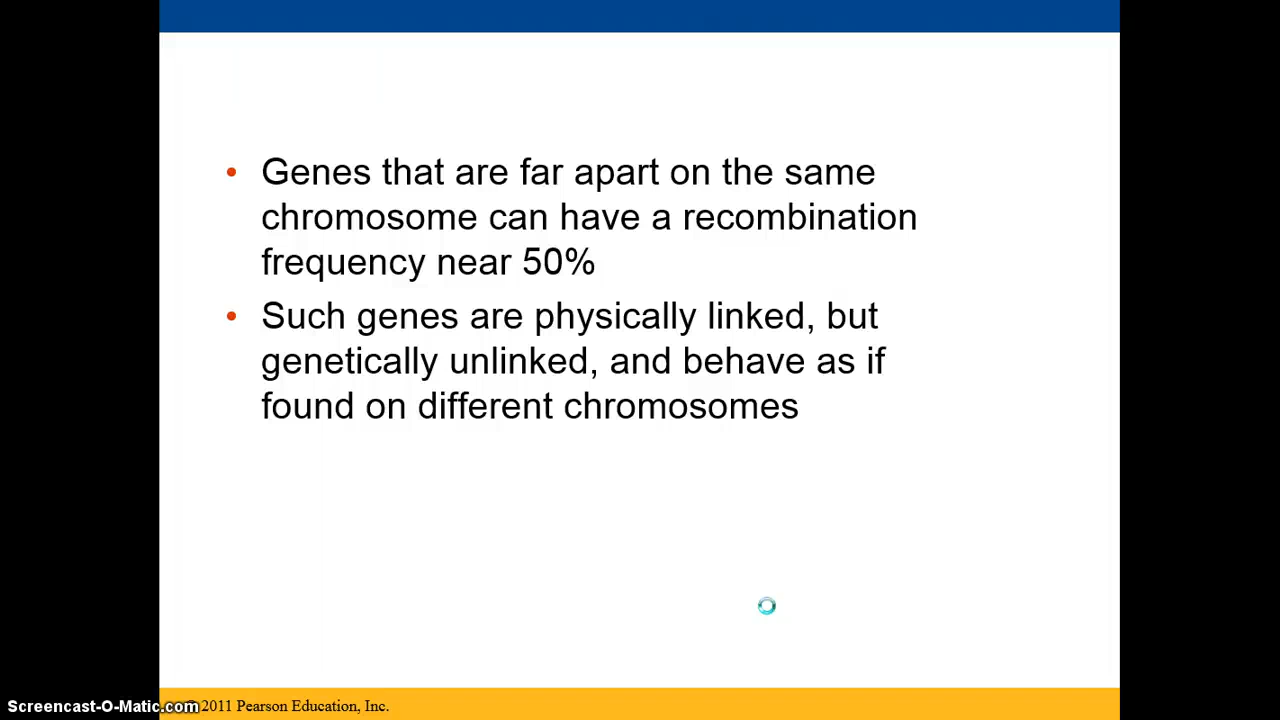 • Genes that are far apart on the same
chromosome can have a recombination
frequency near 50%
• Such genes are physically linked, but
genetically unlinked, and behave as if
found on different chromosomes
Screencast-O-Matic.com
2011 Pearson Education, Inc.